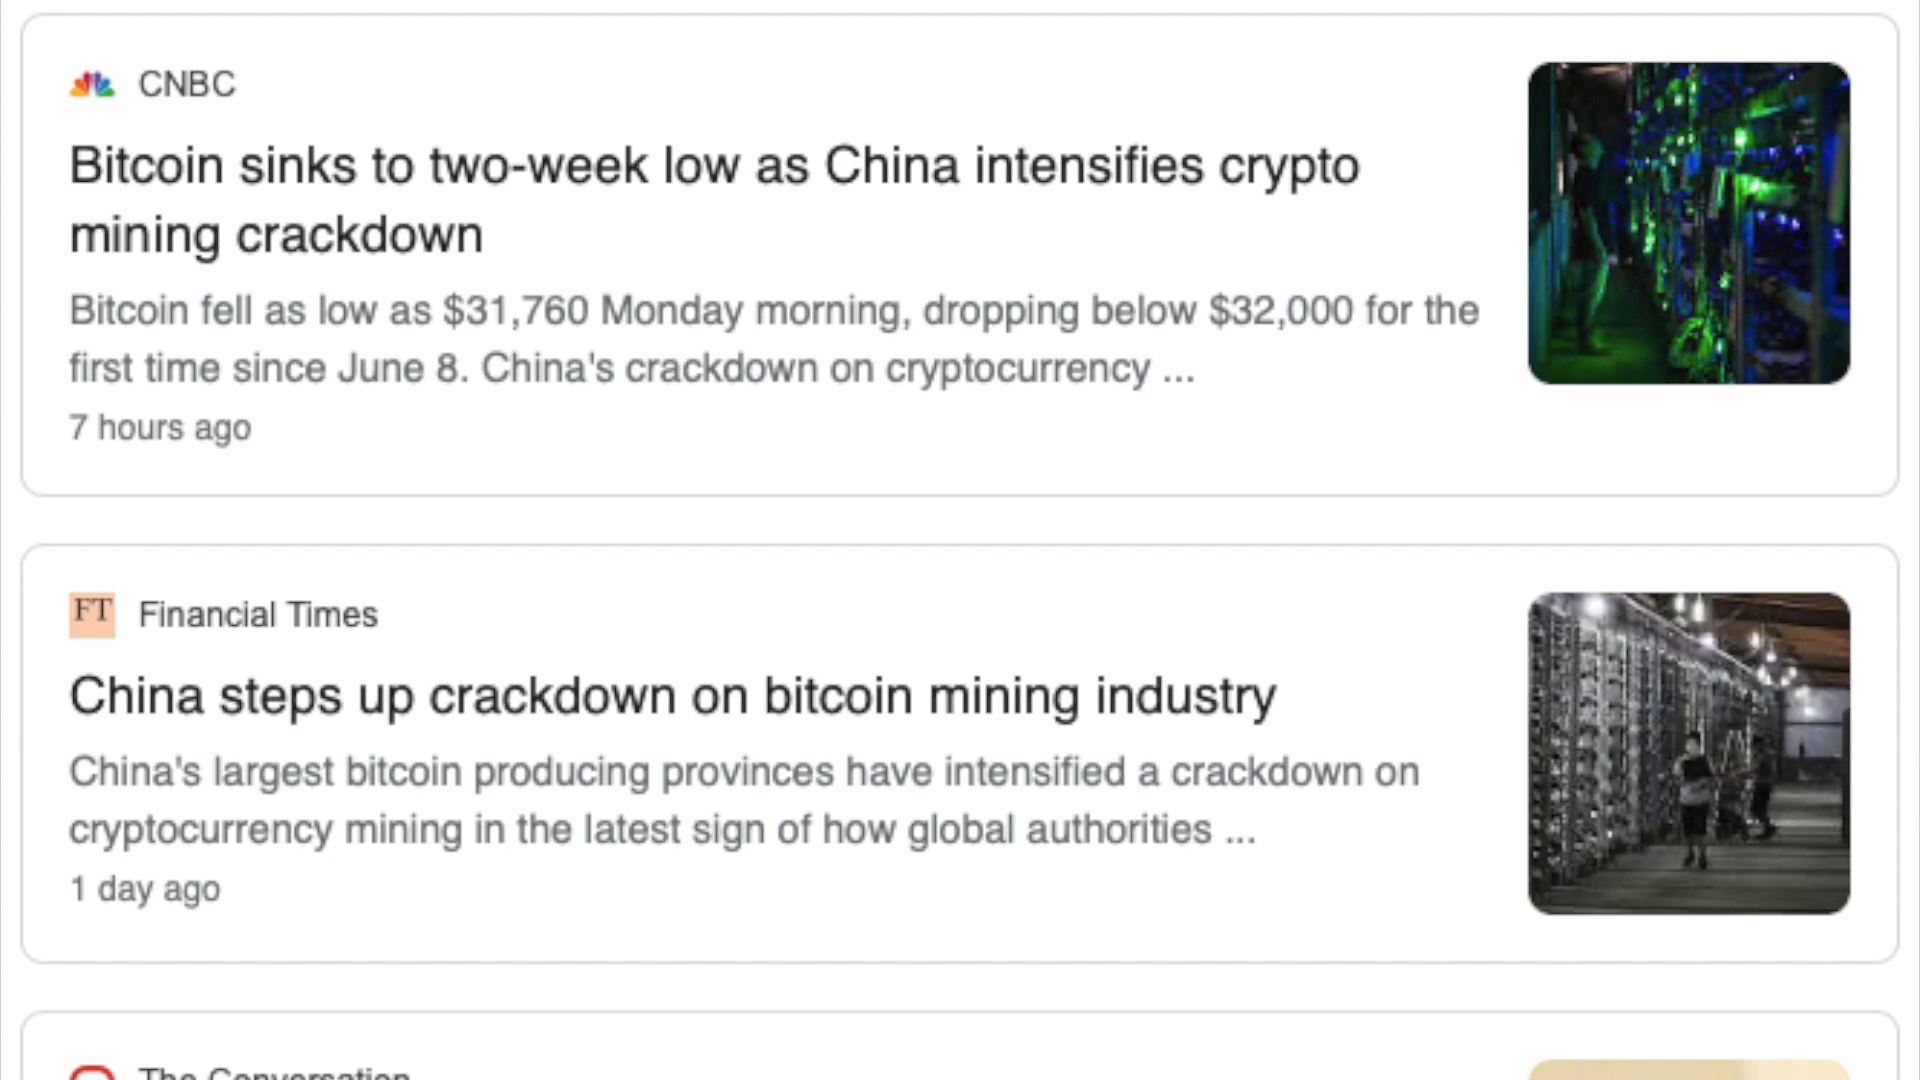 CNBC
Bitcoin sinks to two-week low as China intensifies crypto
mining crackdown
Bitcoin fell as low as $31,760 Monday morning, dropping below $32,000 for the
first time since June 8. China's crackdown on cryptocurrency ...
7 hours ago
FT Financial Times
China steps up crackdown on bitcoin mining industry
China's largest bitcoin producing provinces have intensified a crackdown on
cryptocurrency mining in the latest sign of how global authorities ...
1 day ago
The Conversation